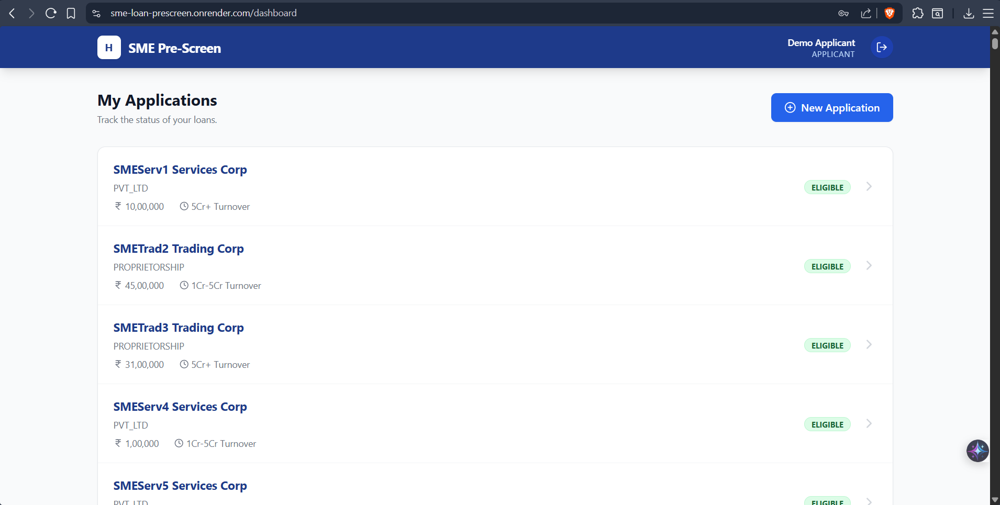 sme-loan-prescreen.onrender.com/dashboard
H SME Pre-Screen
Demo Applicant
APPLICANT
My Applications
Track the status of your loans.
New Application
SMEServ1 Services Corp
PVT_LTD
₹ 10,00,000 5Cr+ Turnover
ELIGIBLE
SMETrad2 Trading Corp
PROPRIETORSHIP
₹ 45,00,000 1Cr-5Cr Turnover
ELIGIBLE
SMETrad3 Trading Corp
PROPRIETORSHIP
₹ 31,00,000 5Cr+ Turnover
ELIGIBLE
SMEServ4 Services Corp
PVT_LTD
₹ 1,00,000 1Cr-5Cr Turnover
ELIGIBLE
SMEServ5 Services Corp
PVT_LTD
ELIGIBLE